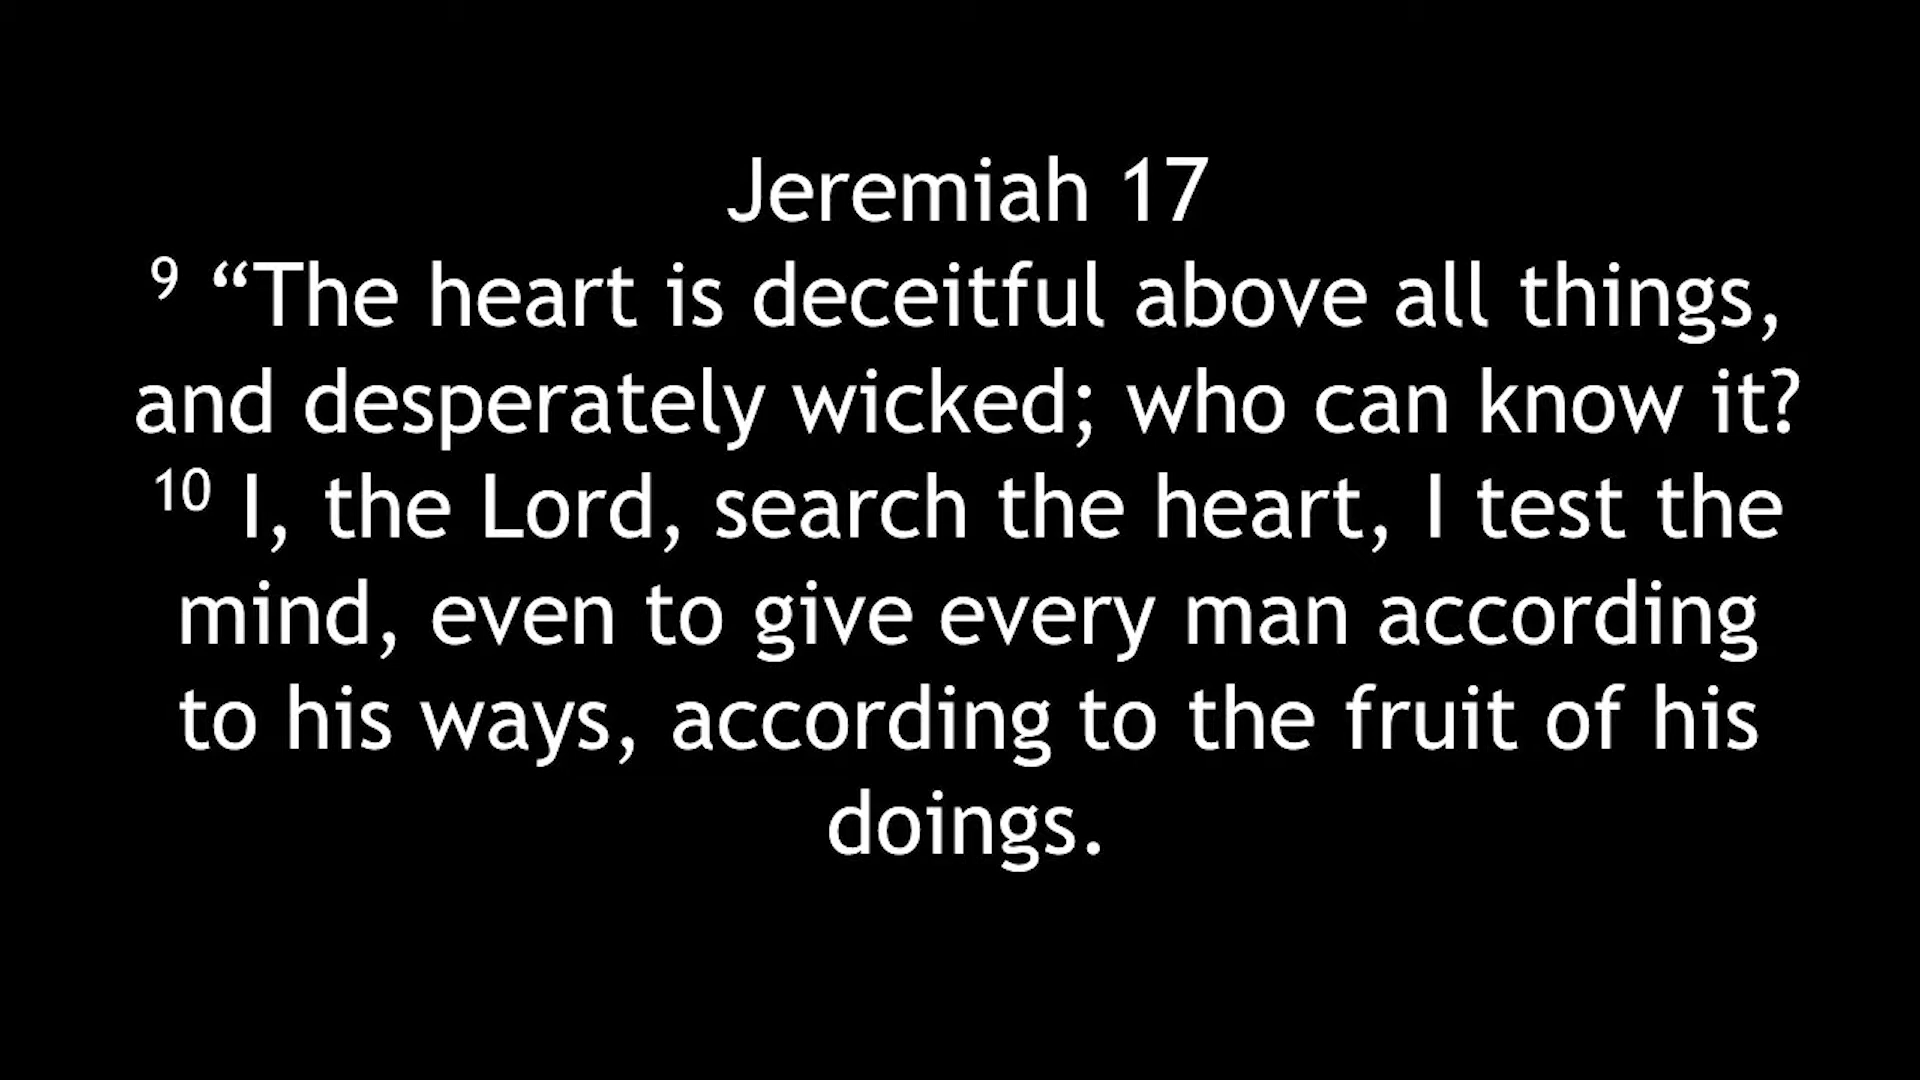 Jeremiah 17
⁹ “The heart is deceitful above all things,
and desperately wicked; who can know it?
¹⁰ I, the Lord, search the heart, I test the
mind, even to give every man according
to his ways, according to the fruit of his
doings.